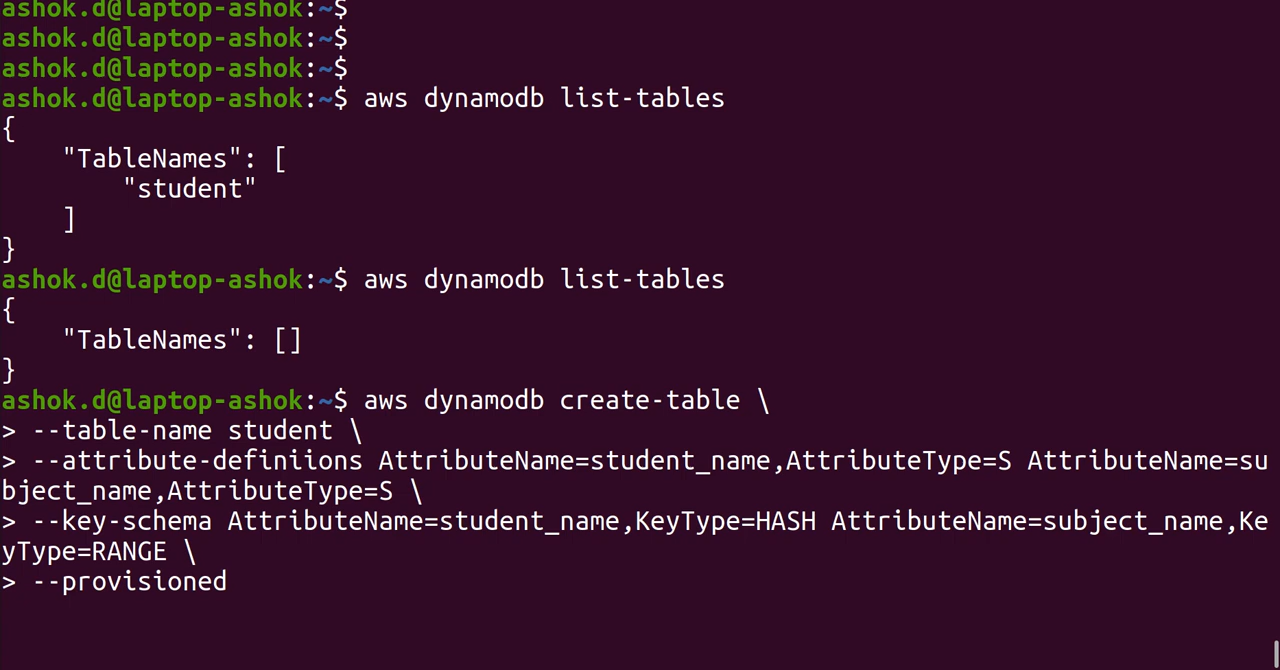 ashok.d@laptop-ashok:~$
ashok.d@laptop-ashok:~$
ashok.d@laptop-ashok:~$
ashok.d@laptop-ashok:~$ aws dynamodb list-tables
{
    "TableNames": [
        "student"
    ]
}
ashok.d@laptop-ashok:~$ aws dynamodb list-tables
{
    "TableNames": []
}
ashok.d@laptop-ashok:~$ aws dynamodb create-table \
> --table-name student \
> --attribute-definiions AttributeName=student_name,AttributeType=S AttributeName=su
bject_name,AttributeType=S \
> --key-schema AttributeName=student_name,KeyType=HASH AttributeName=subject_name,Ke
yType=RANGE \
> --provisioned